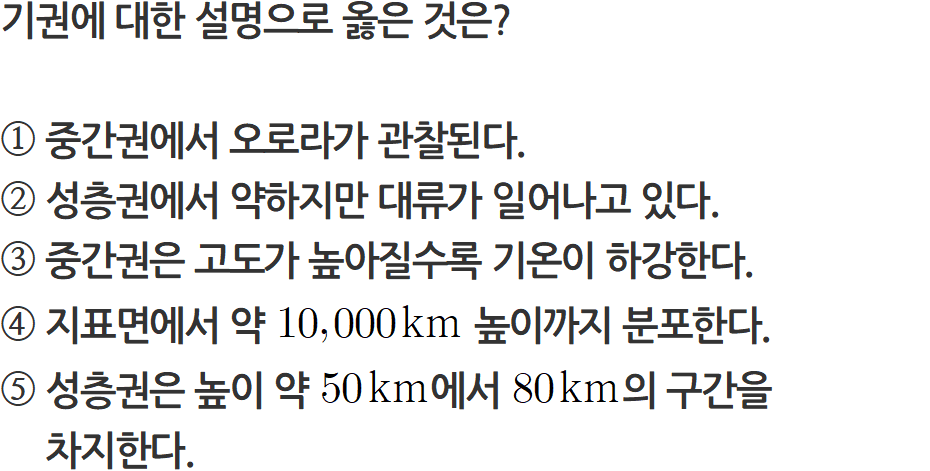 기권에 대한 설명으로 옳은 것은?
① 중간권에서 오로라가 관찰된다.
② 성층권에서 약하지만 대류가 일어나고 있다.
③ 중간권은 고도가 높아질수록 기온이 하강한다.
④ 지표면에서 약 10,000 km 높이까지 분포한다.
⑤ 성층권은 높이 약 50 km에서 80 km의 구간을
차지한다.